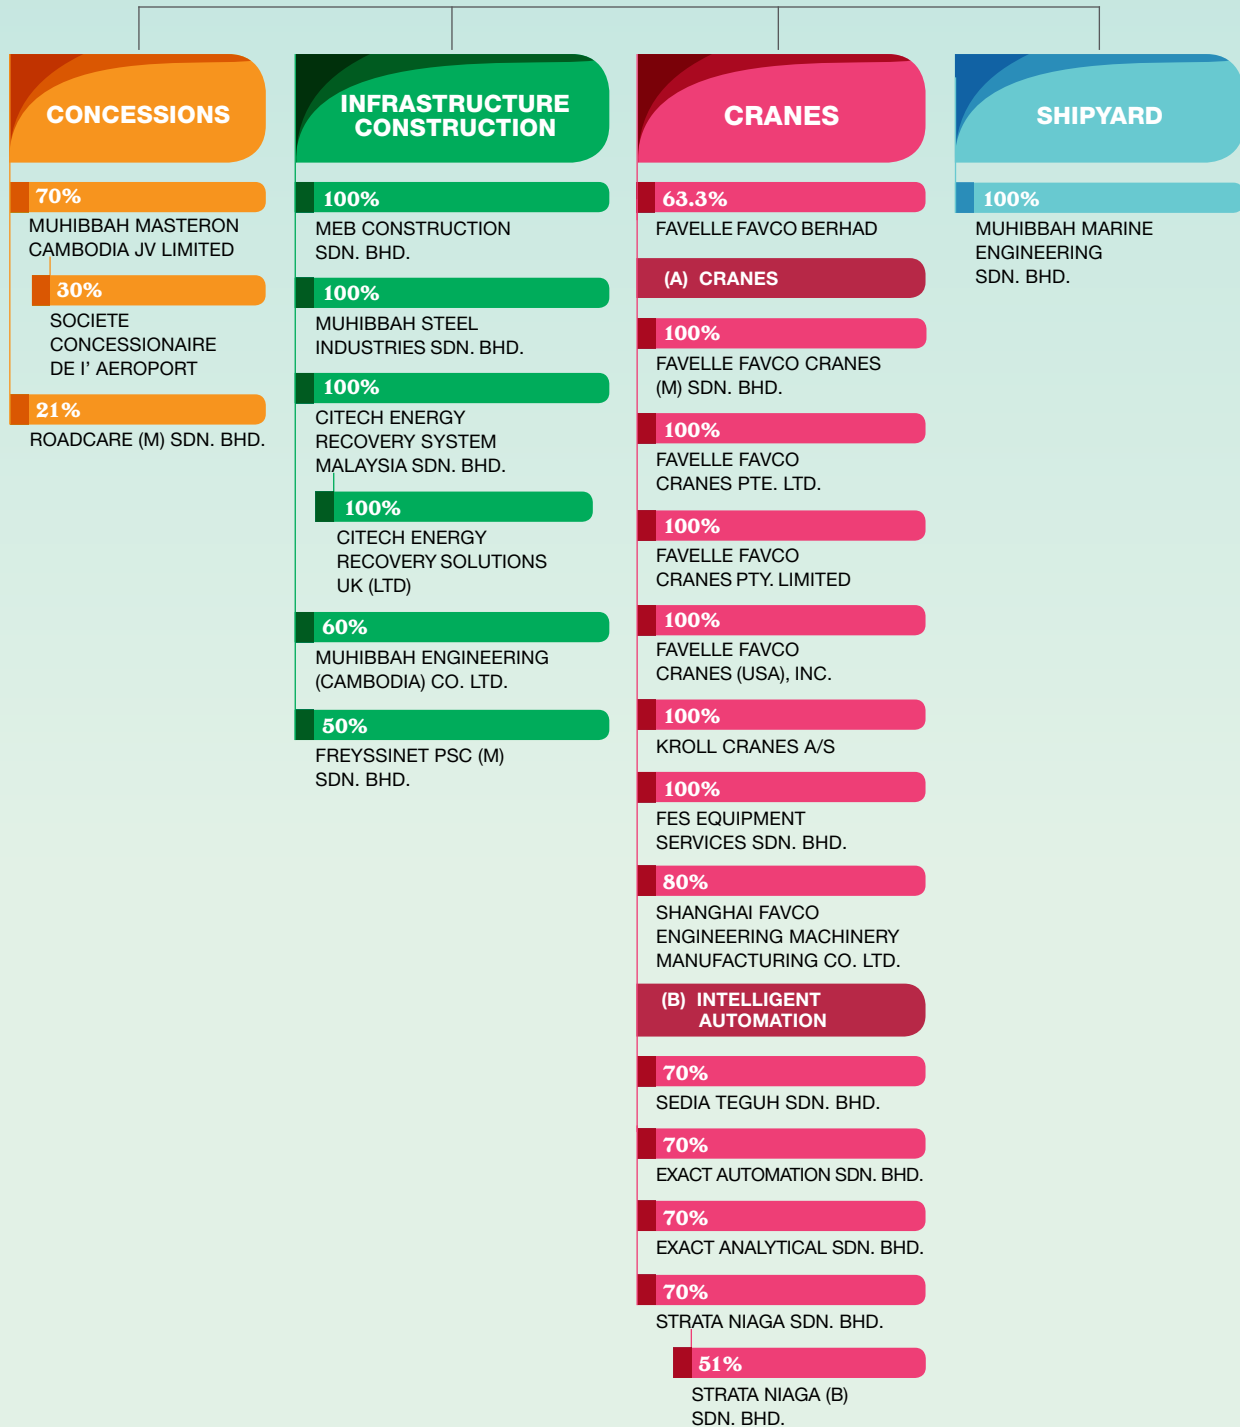 CONCESSIONS
70%
MUHIBBAH MASTERON
CAMBODIA JV LIMITED
30%
SOCIETE
CONCESSIONAIRE
DE I' AEROPORT
21%
ROADCARE (M) SDN. BHD.
INFRASTRUCTURE
CONSTRUCTION
100%
MEB CONSTRUCTION
SDN. BHD.
100%
MUHIBBAH STEEL
INDUSTRIES SDN. BHD.
100%
CITECH ENERGY
RECOVERY SYSTEM
MALAYSIA SDN. BHD.
100%
CITECH ENERGY
RECOVERY SOLUTIONS
UK (LTD)
60%
MUHIBBAH ENGINEERING
(CAMBODIA) CO. LTD.
50%
FREYSSINET PSC (M)
SDN. BHD.
CRANES
63.3%
FAVELLE FAVCO BERHAD
(A) CRANES
100%
FAVELLE FAVCO CRANES
(M) SDN. BHD.
100%
FAVELLE FAVCO
CRANES PTE. LTD.
100%
FAVELLE FAVCO
CRANES PTY. LIMITED
100%
FAVELLE FAVCO
CRANES (USA), INC.
100%
KROLL CRANES A/S
100%
FES EQUIPMENT
SERVICES SDN. BHD.
80%
SHANGHAI FAVCO
ENGINEERING MACHINERY
MANUFACTURING CO. LTD.
(B) INTELLIGENT
AUTOMATION
70%
SEDIA TEGUH SDN. BHD.
70%
EXACT AUTOMATION SDN. BHD.
70%
EXACT ANALYTICAL SDN. BHD.
70%
STRATA NIAGA SDN. BHD.
51%
STRATA NIAGA (B)
SDN. BHD.
SHIPYARD
100%
MUHIBBAH MARINE
ENGINEERING
SDN. BHD.